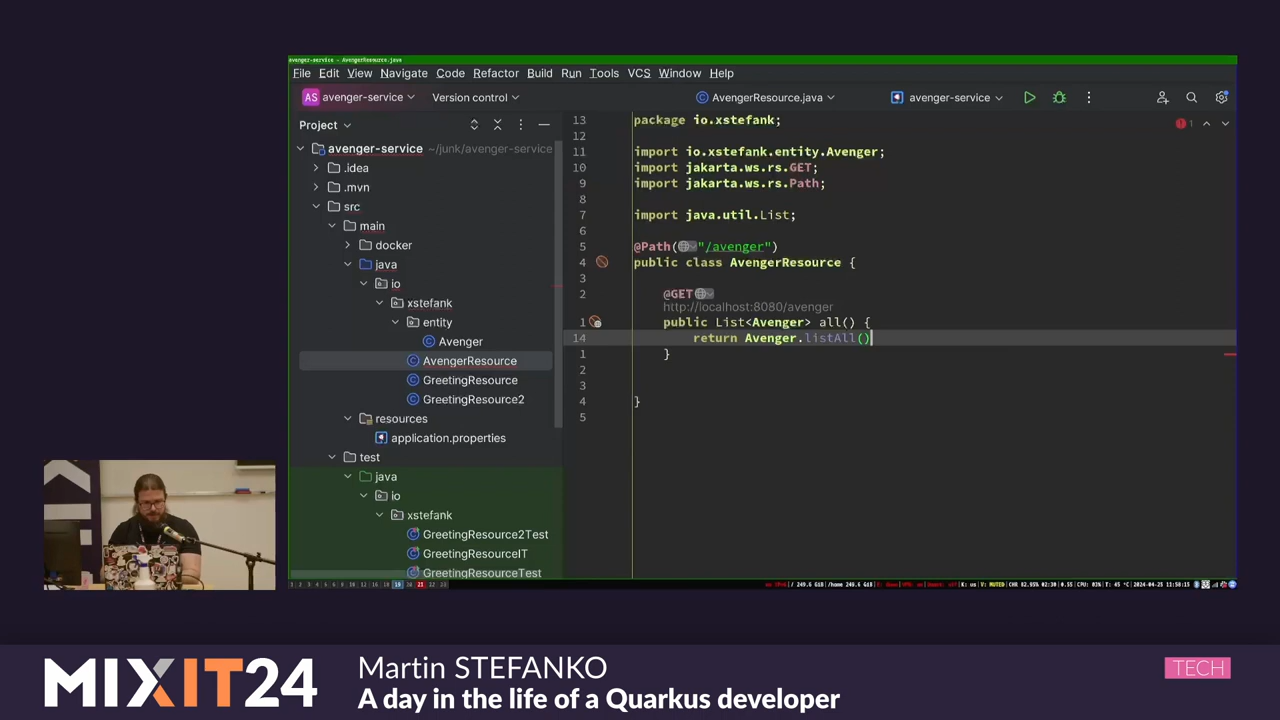 avenger-service – AvengerResource.java
File Edit View Navigate Code Refactor Build Run Tools VCS Window Help
AS avenger-service Version control AvengerResource.java avenger-service
Project
avenger-service ~/junk/avenger-service
.idea
.mvn
src
main
docker
java
io
xstefank
entity
Avenger
AvengerResource
GreetingResource
GreetingResource2
resources
application.properties
test
java
io
xstefank
GreetingResource2Test
GreetingResourceIT
GreetingResourceTest
13 package io.xstefank;
12
11 import io.xstefank.entity.Avenger;
10 import jakarta.ws.rs.GET;
9 import jakarta.ws.rs.Path;
8
7 import java.util.List;
6
5 @Path("/avenger")
4 public class AvengerResource {
3
2 @GET
http://localhost:8080/avenger
1 public List<Avenger> all() {
14 return Avenger.listAll()
1 }
2
3
4 }
5
1
MIXIT24
Martin STEFANKO
A day in the life of a Quarkus developer
TECH